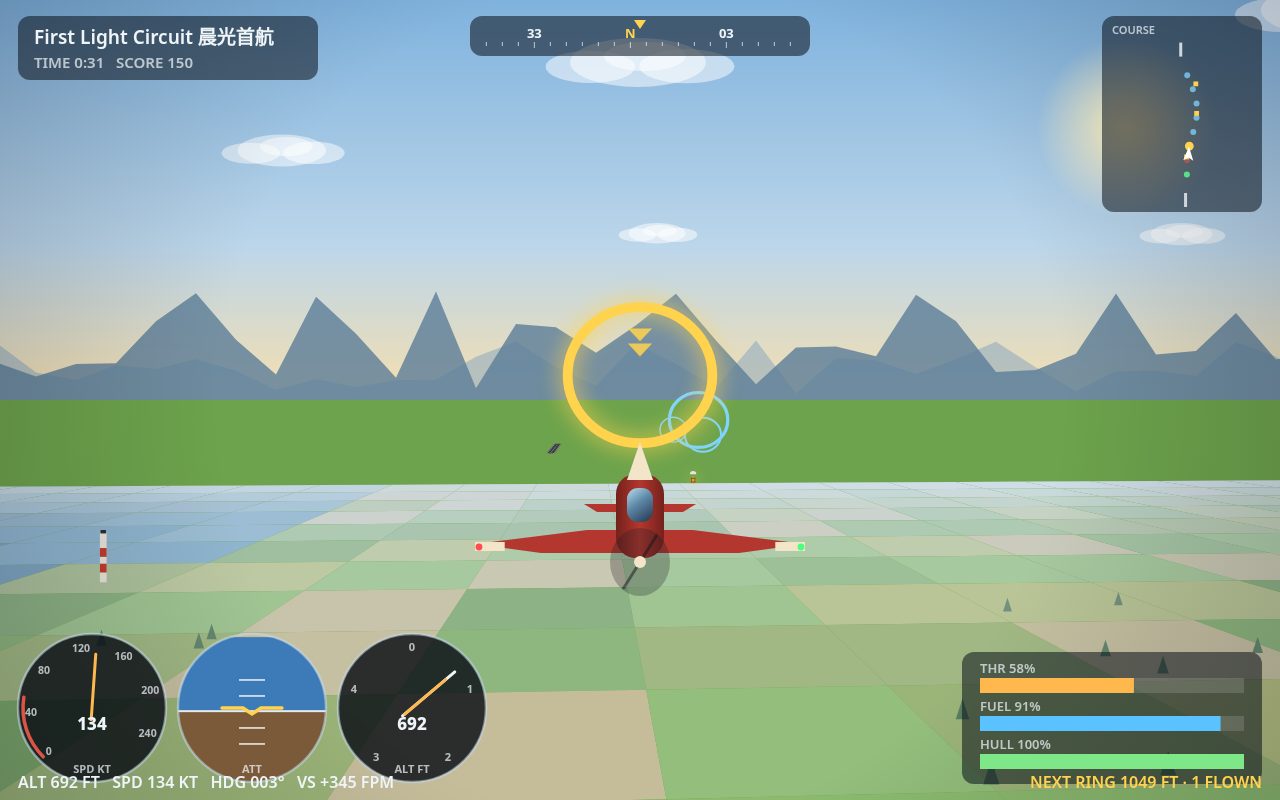 First Light Circuit 晨光首航
TIME 0:31 SCORE 150
33 N 03
COURSE
0 40 80 120 160 200 240
134
SPD KT
ATT
0 1 2 3 4
692
ALT FT
THR 58%
FUEL 91%
HULL 100%
ALT 692 FT SPD 134 KT HDG 003° VS +345 FPM
NEXT RING 1049 FT · 1 FLOWN